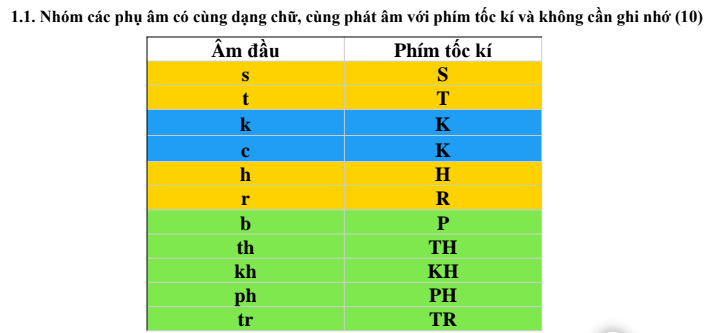 1.1. Nhóm các phụ âm có cùng dạng chữ, cùng phát âm với phím tốc kí và không cần ghi nhớ (10)
Âm đầu Phím tốc kí
s S
t T
k K
c K
h H
r R
b P
th TH
kh KH
ph PH
tr TR